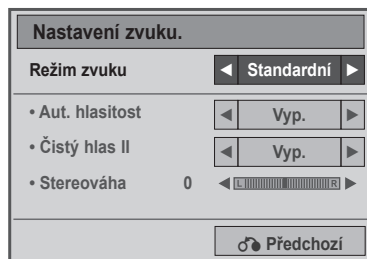 Nastavení zvuku.
Režim zvuku ◄ Standardní ►
• Aut. hlasitost ◄ Vyp. ►
• Čistý hlas II ◄ Vyp. ►
• Stereováha 0 ◄ L R ►
Předchozí